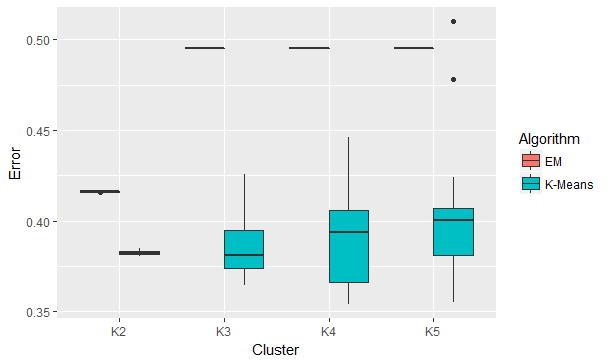 Error
0.50
0.45
0.40
0.35
K2 K3 K4 K5
Cluster
Algorithm
EM
K-Means